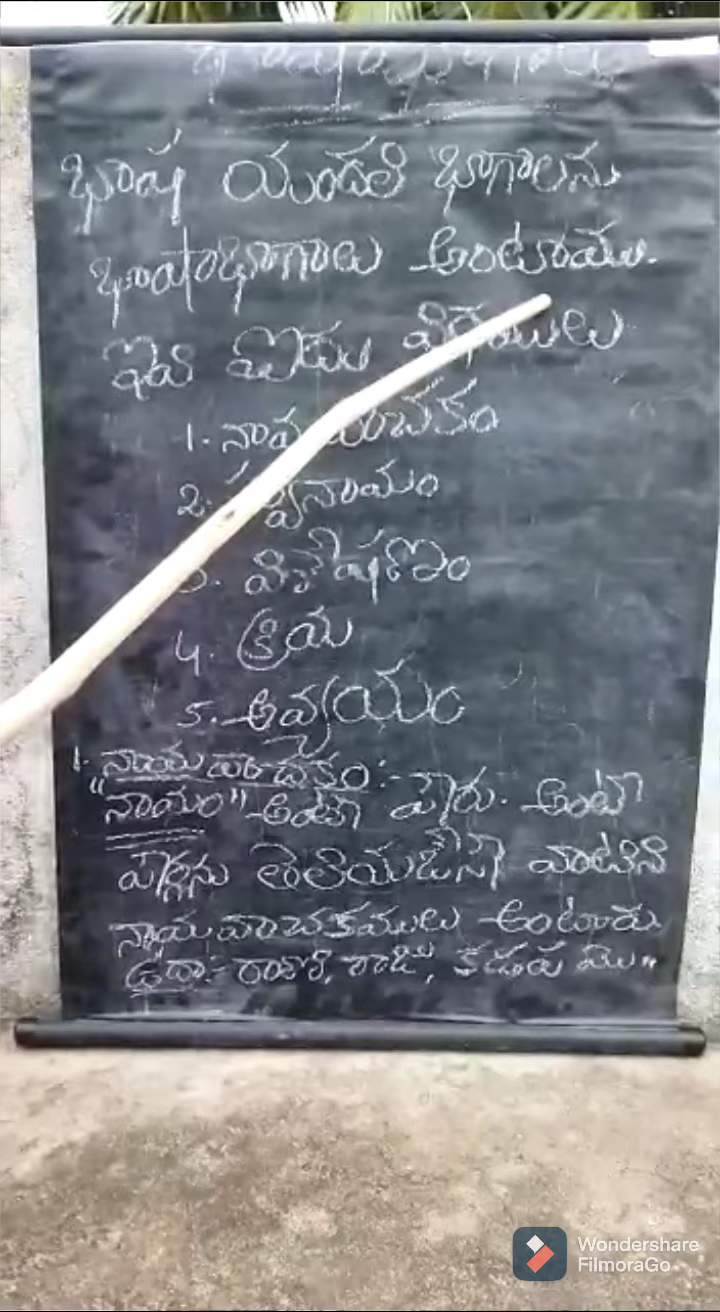 భాషాభాగాలు
భాష యందలి భాగాలను
భాషాభాగాలు అంటాము.
ఇవి ఐదు విధములు
1. నామవాచకం
2. సర్వనామం
3. విశేషణం
4. క్రియ
5. అవ్యయం
1. నామవాచకం:-
"నామం" అంటే పేరు. అంటే
పేర్లను తెలియజేసే వాటిని
నామవాచకములు అంటారు.
ఉదా:- రాజు, కడప మొ"
Wondershare
FilmoraGo